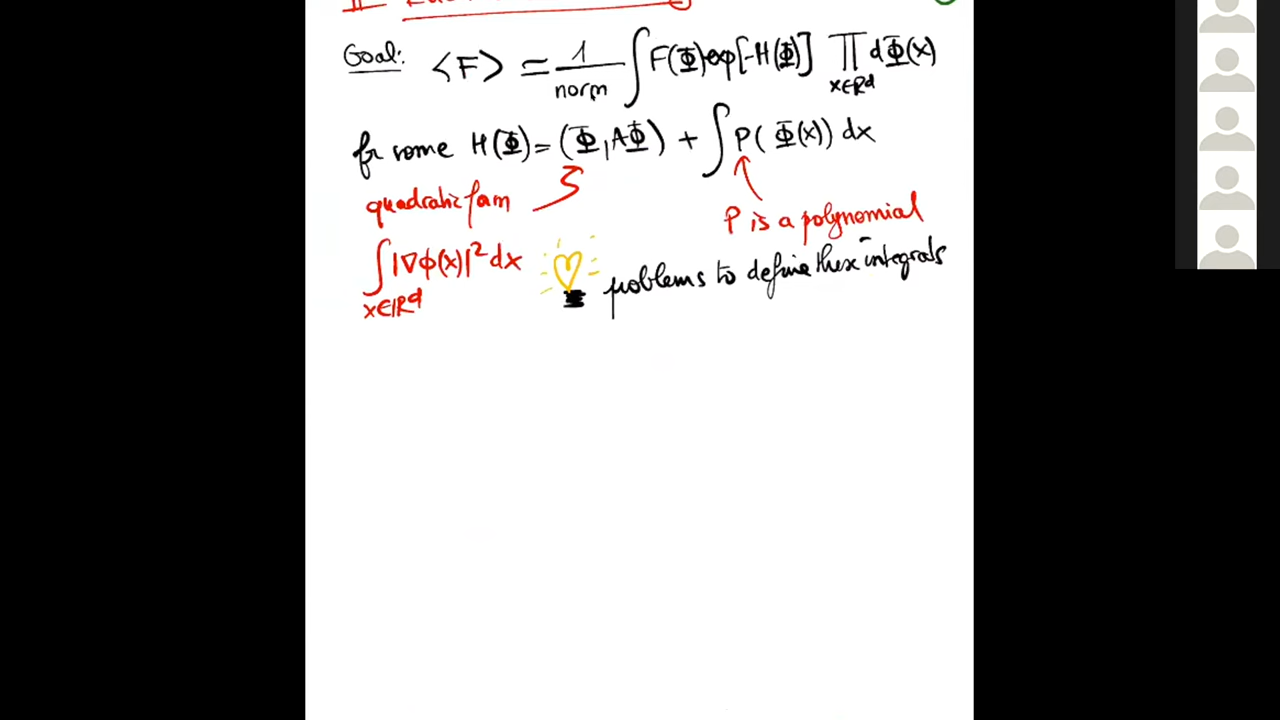 II
Goal: <F> = 1/norm ∫ F(Φ) exp[-H(Φ)] ∏_{x∈R^d} dΦ(x)
for some H(Φ) = (Φ, AΦ) + ∫ P(Φ(x)) dx
quadratic form
P is a polynomial
∫_{x∈R^d} |∇φ(x)|² dx
problems to define these integrals